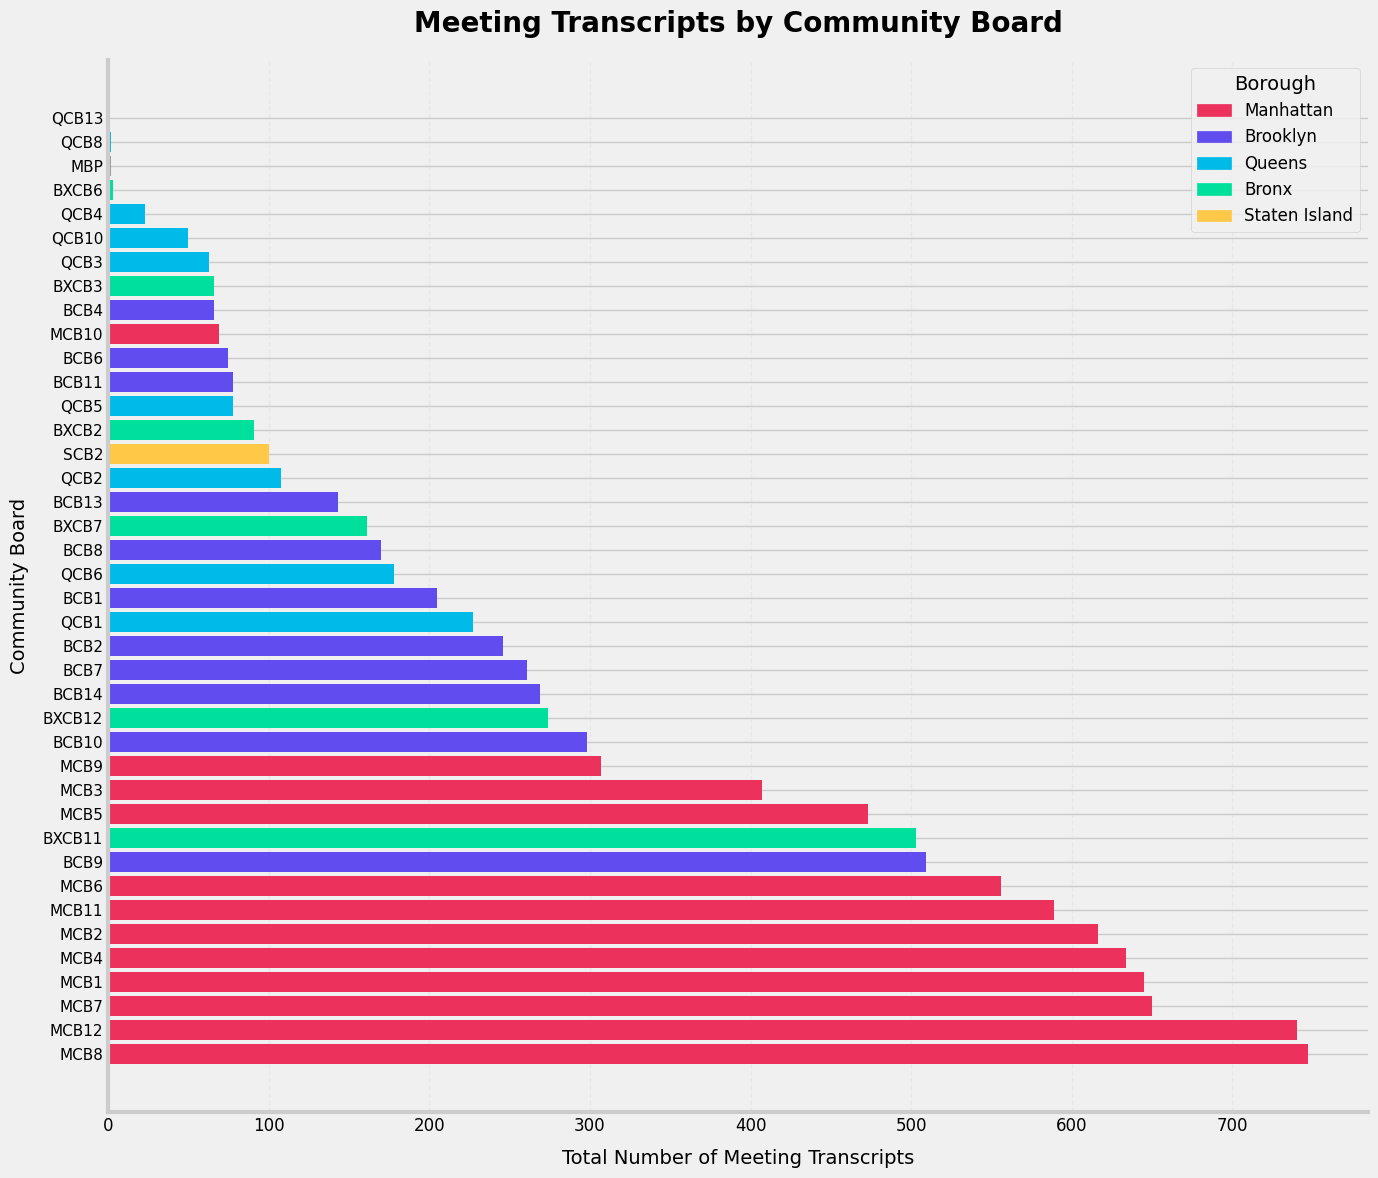 Meeting Transcripts by Community Board
Borough
Manhattan
Brooklyn
Queens
Bronx
Staten Island
Community Board
QCB13
QCB8
MBP
BXCB6
QCB4
QCB10
QCB3
BXCB3
BCB4
MCB10
BCB6
BCB11
QCB5
BXCB2
SCB2
QCB2
BCB13
BXCB7
BCB8
QCB6
BCB1
QCB1
BCB2
BCB7
BCB14
BXCB12
BCB10
MCB9
MCB3
MCB5
BXCB11
BCB9
MCB6
MCB11
MCB2
MCB4
MCB1
MCB7
MCB12
MCB8
0 100 200 300 400 500 600 700
Total Number of Meeting Transcripts